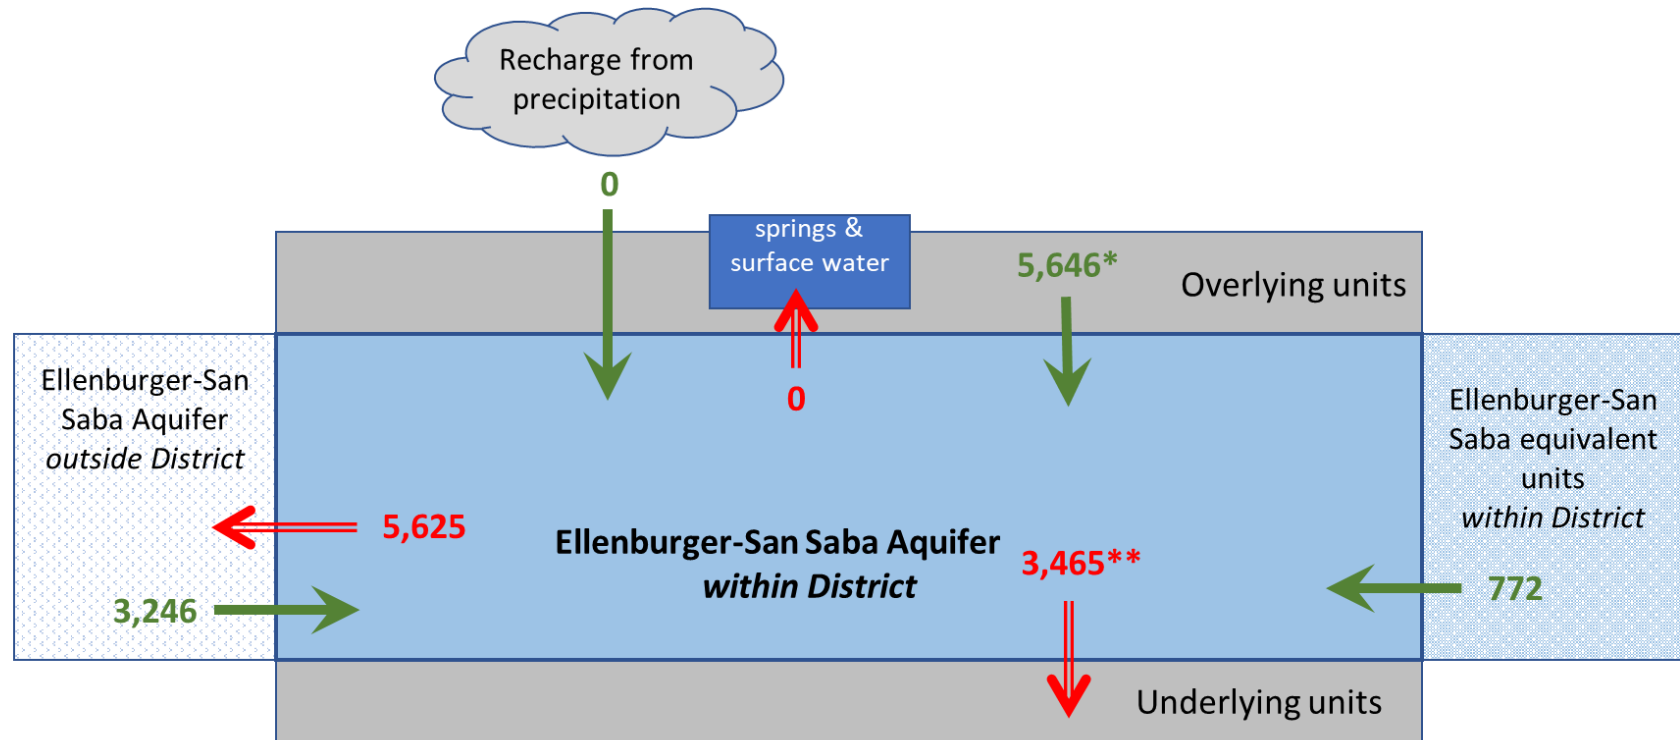 Recharge from
precipitation
0
springs &
surface water
5,646*
Overlying units
0
Ellenburger-San
Saba Aquifer
outside District
5,625
3,246
Ellenburger-San Saba Aquifer
within District
3,465**
Ellenburger-San
Saba equivalent
units
within District
772
Underlying units